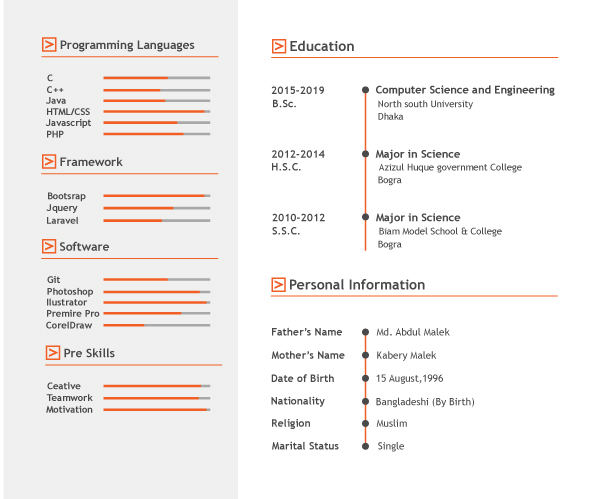 Programming Languages
C
C++
Java
HTML/CSS
Javascript
PHP
Framework
Bootsrap
Jquery
Laravel
Software
Git
Photoshop
Ilustrator
Premire Pro
CorelDraw
Pre Skills
Ceative
Teamwork
Motivation
Education
2015-2019 Computer Science and Engineering
B.Sc. North south University
Dhaka
2012-2014 Major in Science
H.S.C. Azizul Huque government College
Bogra
2010-2012 Major in Science
S.S.C. Biam Model School & College
Bogra
Personal Information
Father's Name Md. Abdul Malek
Mother's Name Kabery Malek
Date of Birth 15 August,1996
Nationality Bangladeshi (By Birth)
Religion Muslim
Marital Status Single